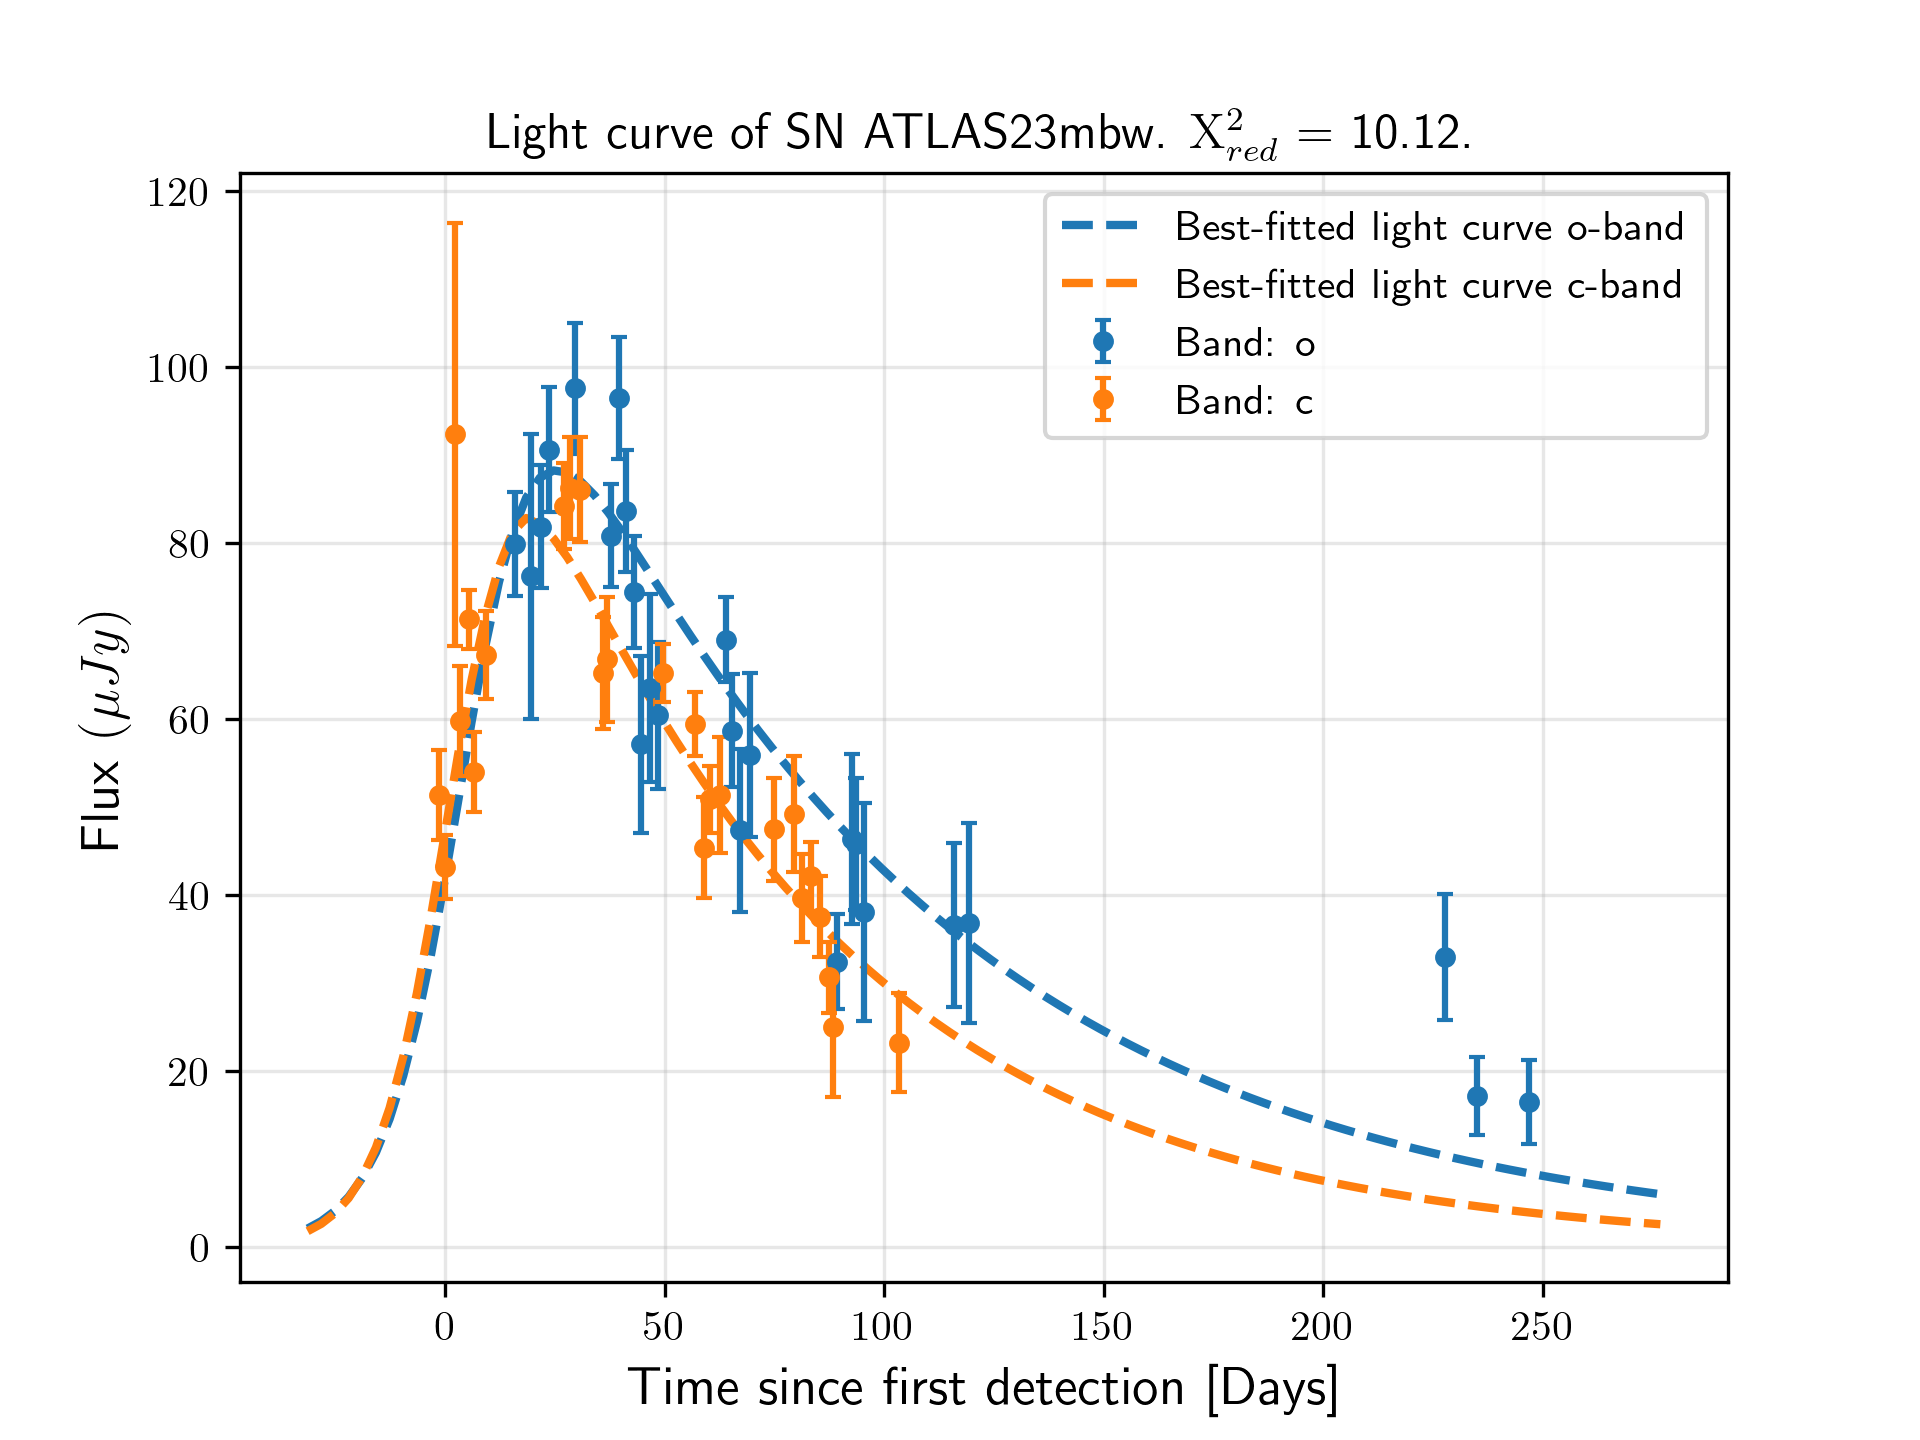 Light curve of SN ATLAS23mbw. X²_red = 10.12.
120
100
80
60
40
20
0
Flux (μJy)
Best-fitted light curve o-band
Best-fitted light curve c-band
Band: o
Band: c
0 50 100 150 200 250
Time since first detection [Days]